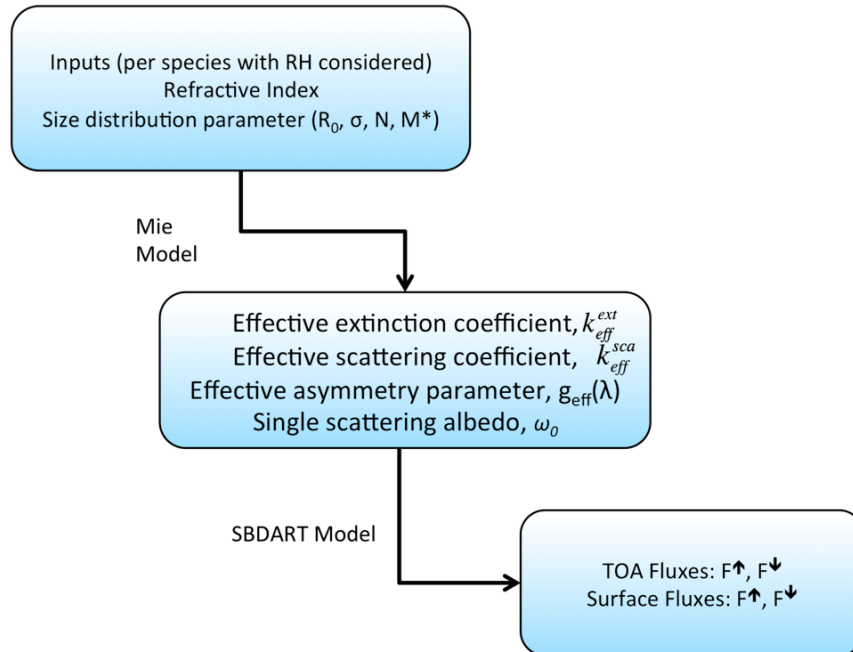 Inputs (per species with RH considered)
Refractive Index
Size distribution parameter (R₀, σ, N, M*)
Mie
Model
Effective extinction coefficient, k_eff^ext
Effective scattering coefficient, k_eff^sca
Effective asymmetry parameter, g_eff(λ)
Single scattering albedo, ω₀
SBDART Model
TOA Fluxes: F↑, F↓
Surface Fluxes: F↑, F↓